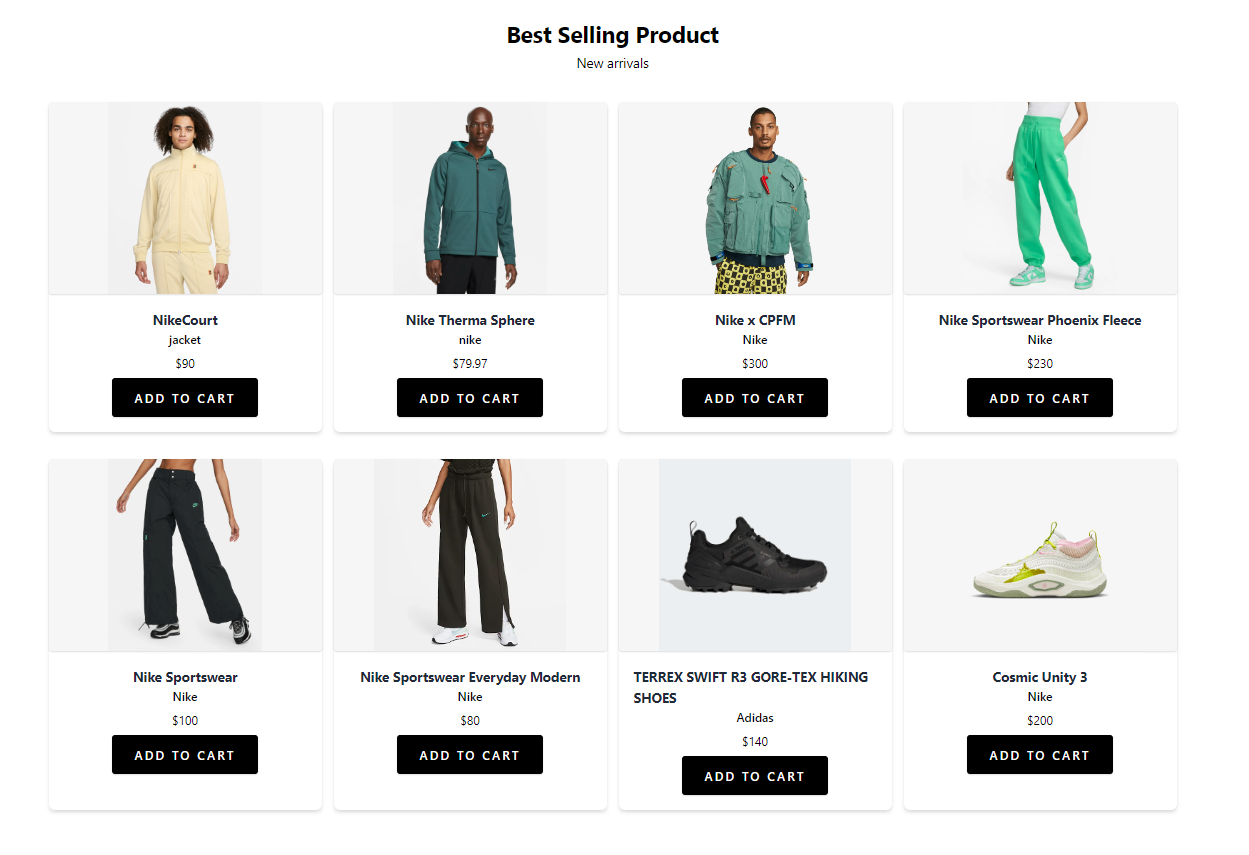 Best Selling Product
New arrivals
NikeCourt
jacket
$90
ADD TO CART
Nike Therma Sphere
nike
$79.97
ADD TO CART
Nike x CPFM
Nike
$300
ADD TO CART
Nike Sportswear Phoenix Fleece
Nike
$230
ADD TO CART
Nike Sportswear
Nike
$100
ADD TO CART
Nike Sportswear Everyday Modern
Nike
$80
ADD TO CART
TERREX SWIFT R3 GORE-TEX HIKING
SHOES
Adidas
$140
ADD TO CART
Cosmic Unity 3
Nike
$200
ADD TO CART